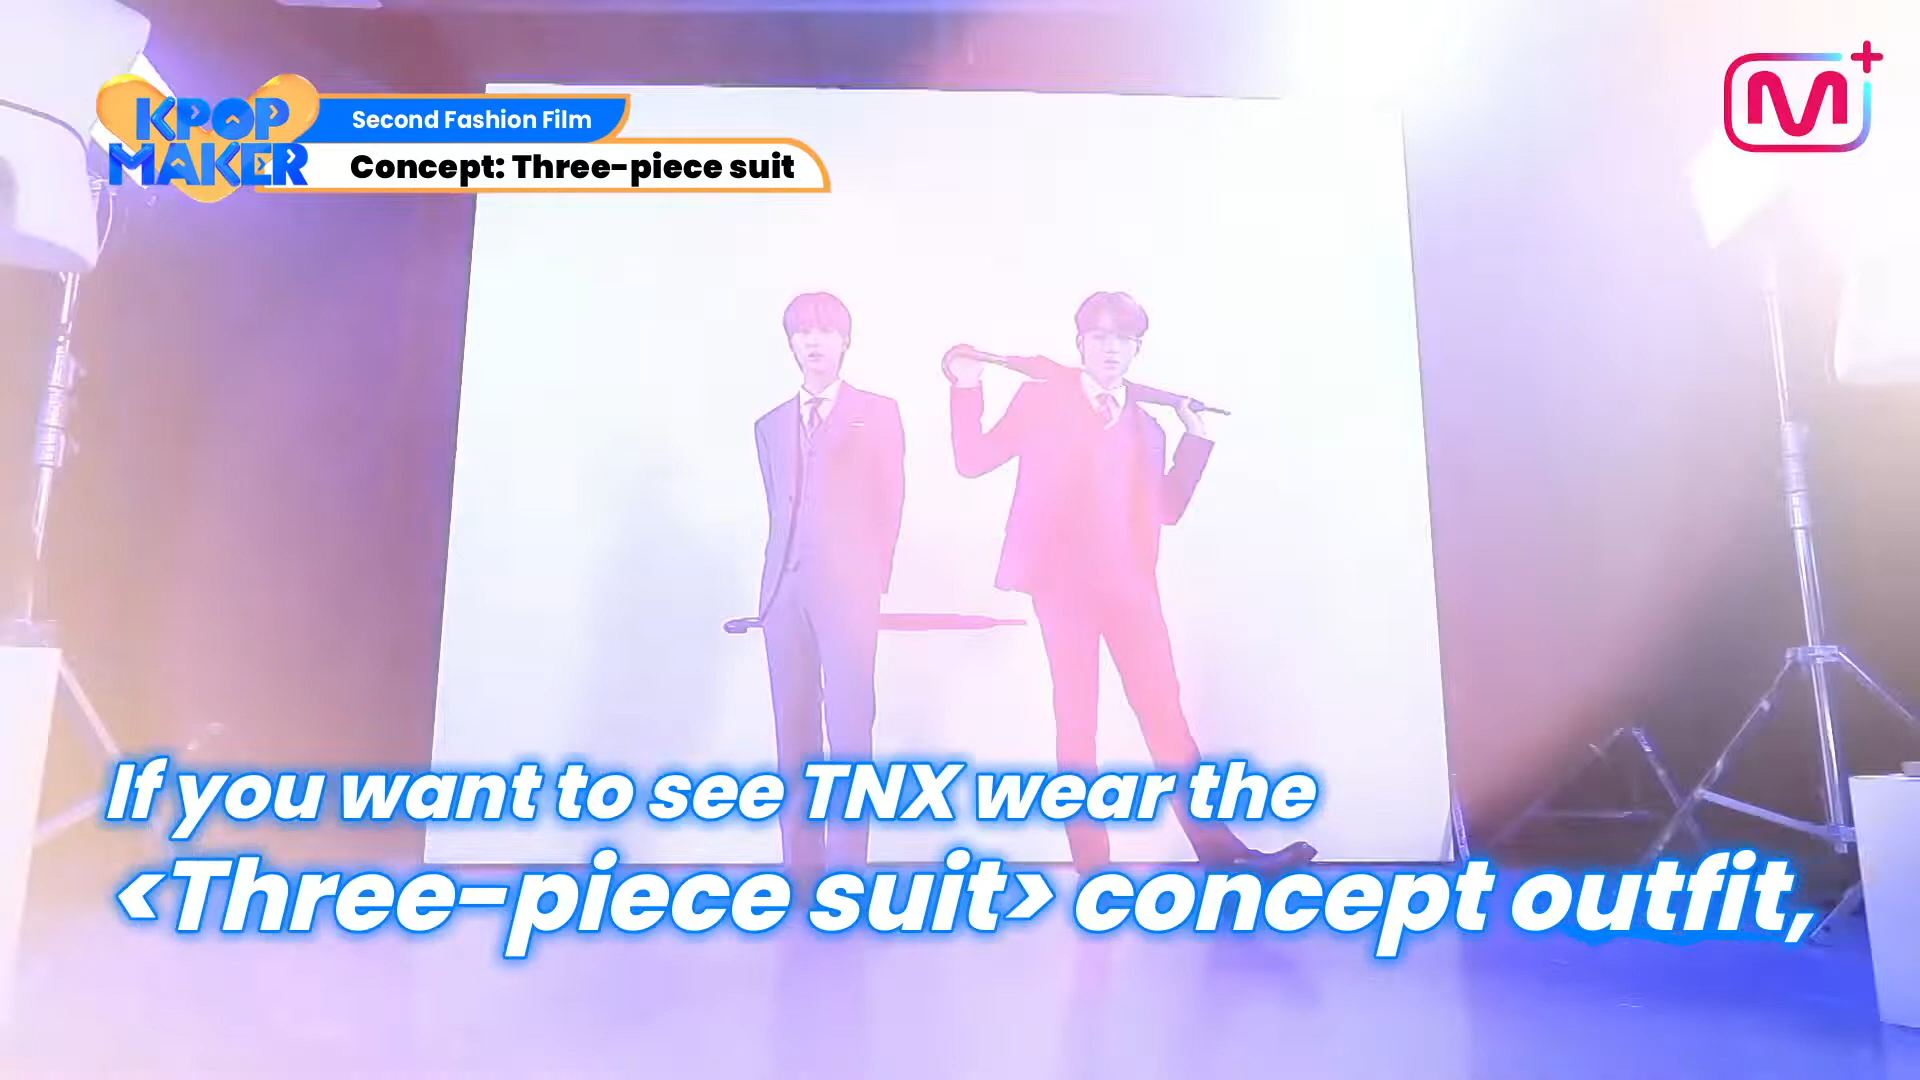 KPOP
MAKER
Second Fashion Film
Concept: Three-piece suit
M+
If you want to see TNX wear the
<Three-piece suit> concept outfit,